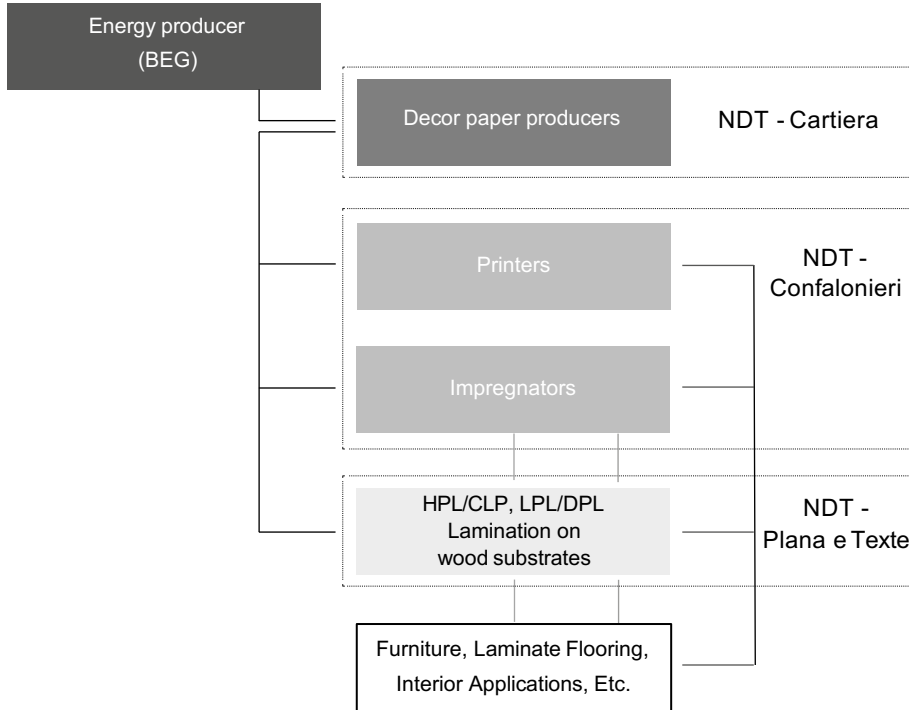 Energy producer
(BEG)
Decor paper producers
NDT - Cartiera
Printers
NDT -
Confalonieri
Impregnators
HPL/CLP, LPL/DPL
Lamination on
wood substrates
NDT -
Plana e Texte
Furniture, Laminate Flooring,
Interior Applications, Etc.